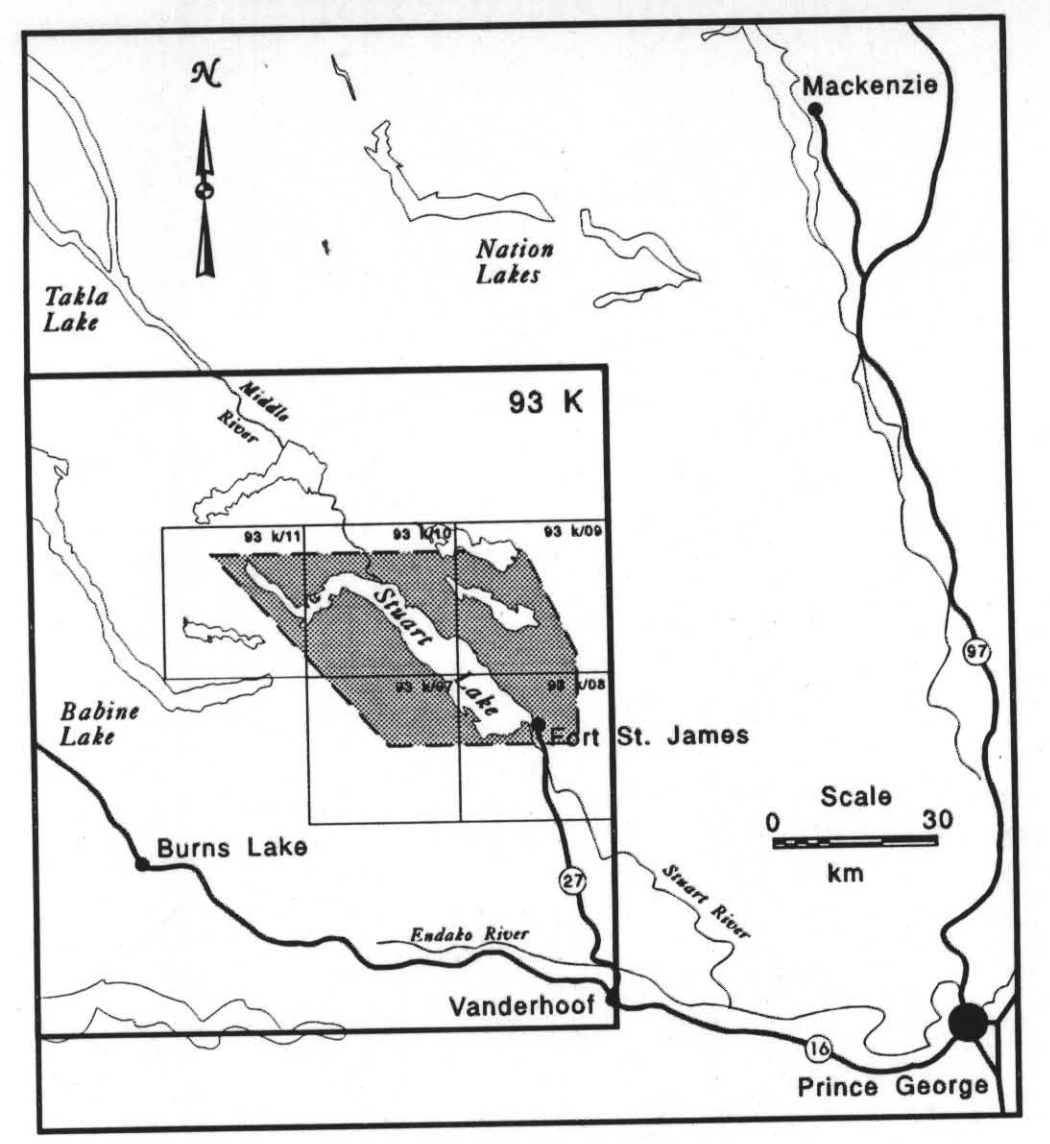 N
Mackenzie
Nation
Lakes
Takla
Lake
93 K
Middle
River
93 k/11
93 k/10
93 k/09
Stuart
Lake
97
93 k/07
93 k/08
Babine
Lake
Fort St. James
Scale
0 30
km
Burns Lake
27
Stuart River
Endako River
Vanderhoof
16
Prince George